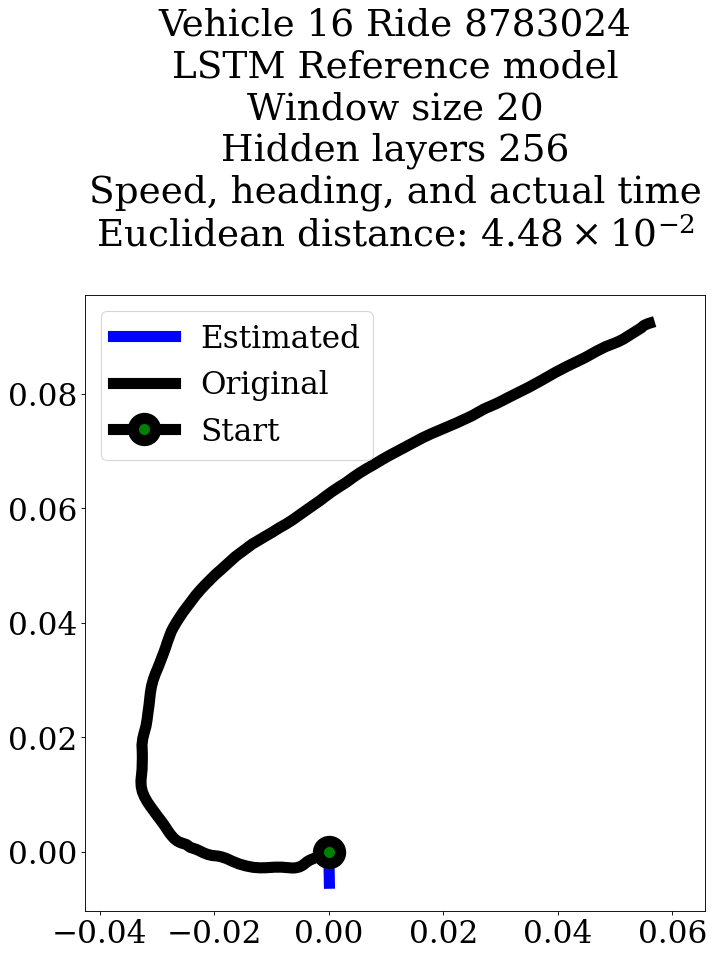 Vehicle 16 Ride 8783024
LSTM Reference model
Window size 20
Hidden layers 256
Speed, heading, and actual time
Euclidean distance: 4.48 × 10⁻²
Estimated
Original
Start
0.08
0.06
0.04
0.02
0.00
−0.04 −0.02 0.00 0.02 0.04 0.06